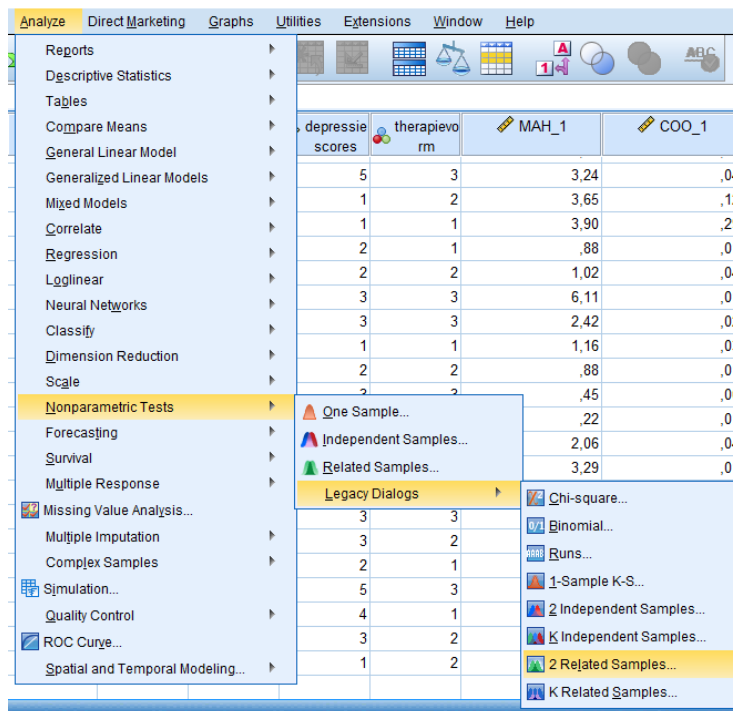 Analyze Direct Marketing Graphs Utilities Extensions Window Help
Reports
Descriptive Statistics
Tables
Compare Means
General Linear Model
Generalized Linear Models
Mixed Models
Correlate
Regression
Loglinear
Neural Networks
Classify
Dimension Reduction
Scale
Nonparametric Tests
Forecasting
Survival
Multiple Response
Missing Value Analysis...
Multiple Imputation
Complex Samples
Simulation...
Quality Control
ROC Curve...
Spatial and Temporal Modeling...
One Sample...
Independent Samples...
Related Samples...
Legacy Dialogs
Chi-square...
Binomial...
Runs...
1-Sample K-S...
2 Independent Samples...
K Independent Samples...
2 Related Samples...
K Related Samples...
A
1
ABC
depressie therapievo MAH_1 COO_1
scores rm
5 3 3,24
1 2 3,65
1 1 3,90
2 1 ,88
2 2 1,02
3 3 6,11
3 3 2,42
1 1 1,16
2 2 ,88
,45
,22
2,06
3,29
3 3
3 2
2 1
5 3
4 1
3 2
1 2